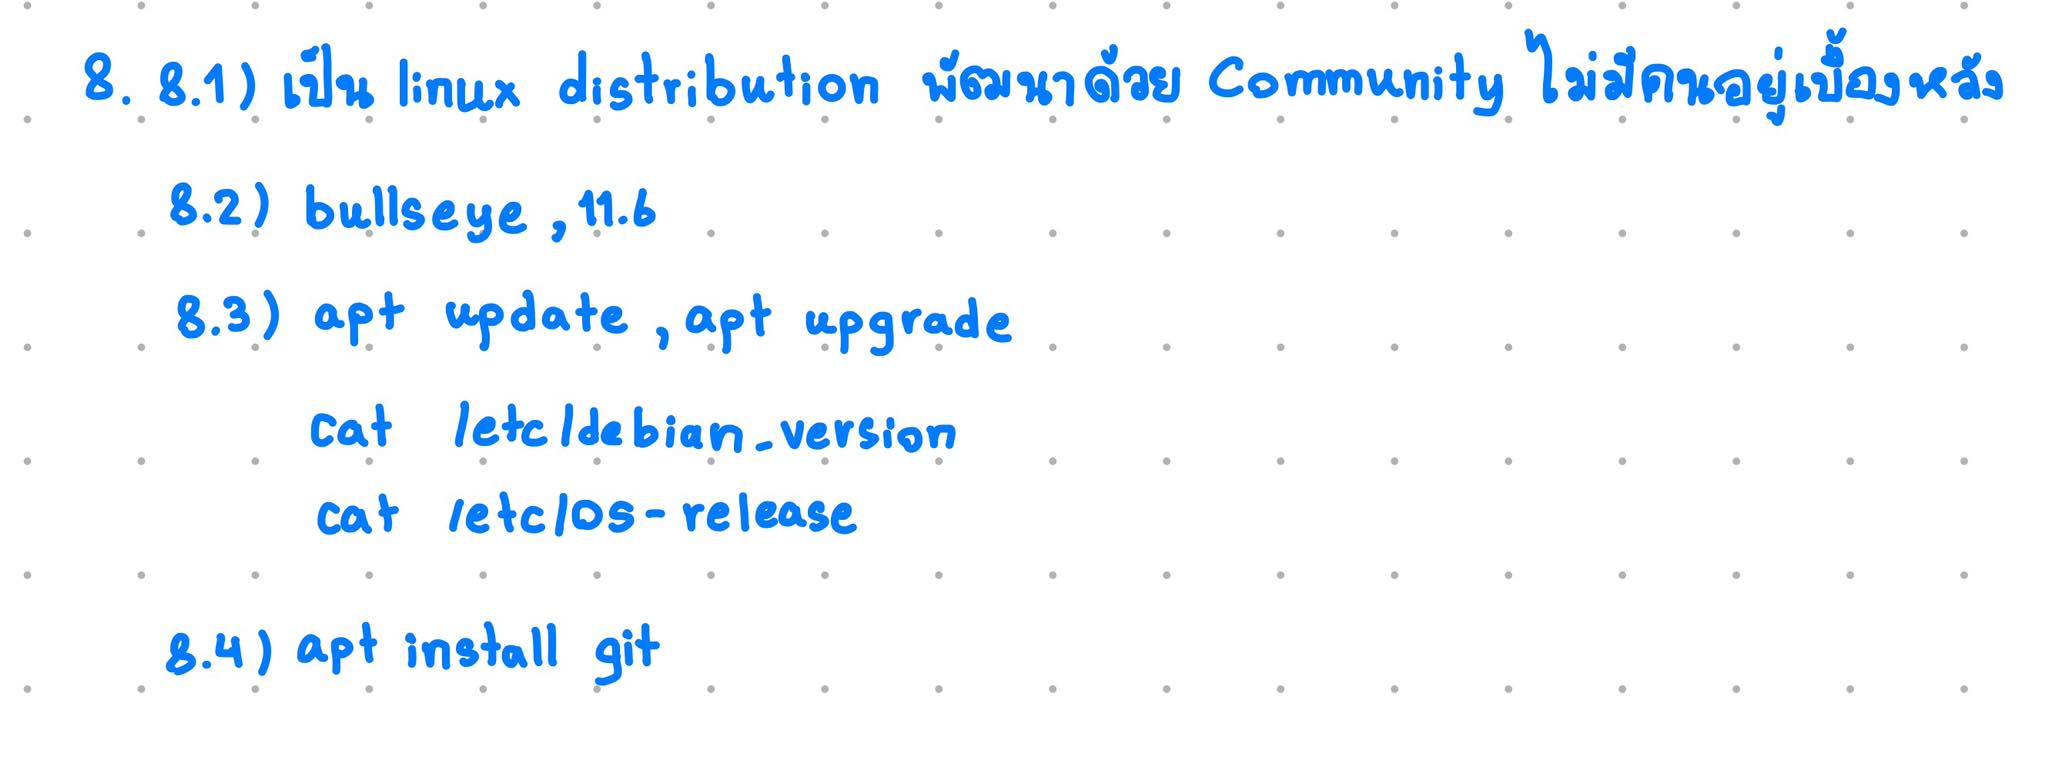 8. 8.1) เป็น linux distribution พัฒนาด้วย Community ไม่มีคนอยู่เบื้องหลัง
8.2) bullseye , 11.6
8.3) apt update , apt upgrade
cat /etc/debian_version
cat /etc/os-release
8.4) apt install git